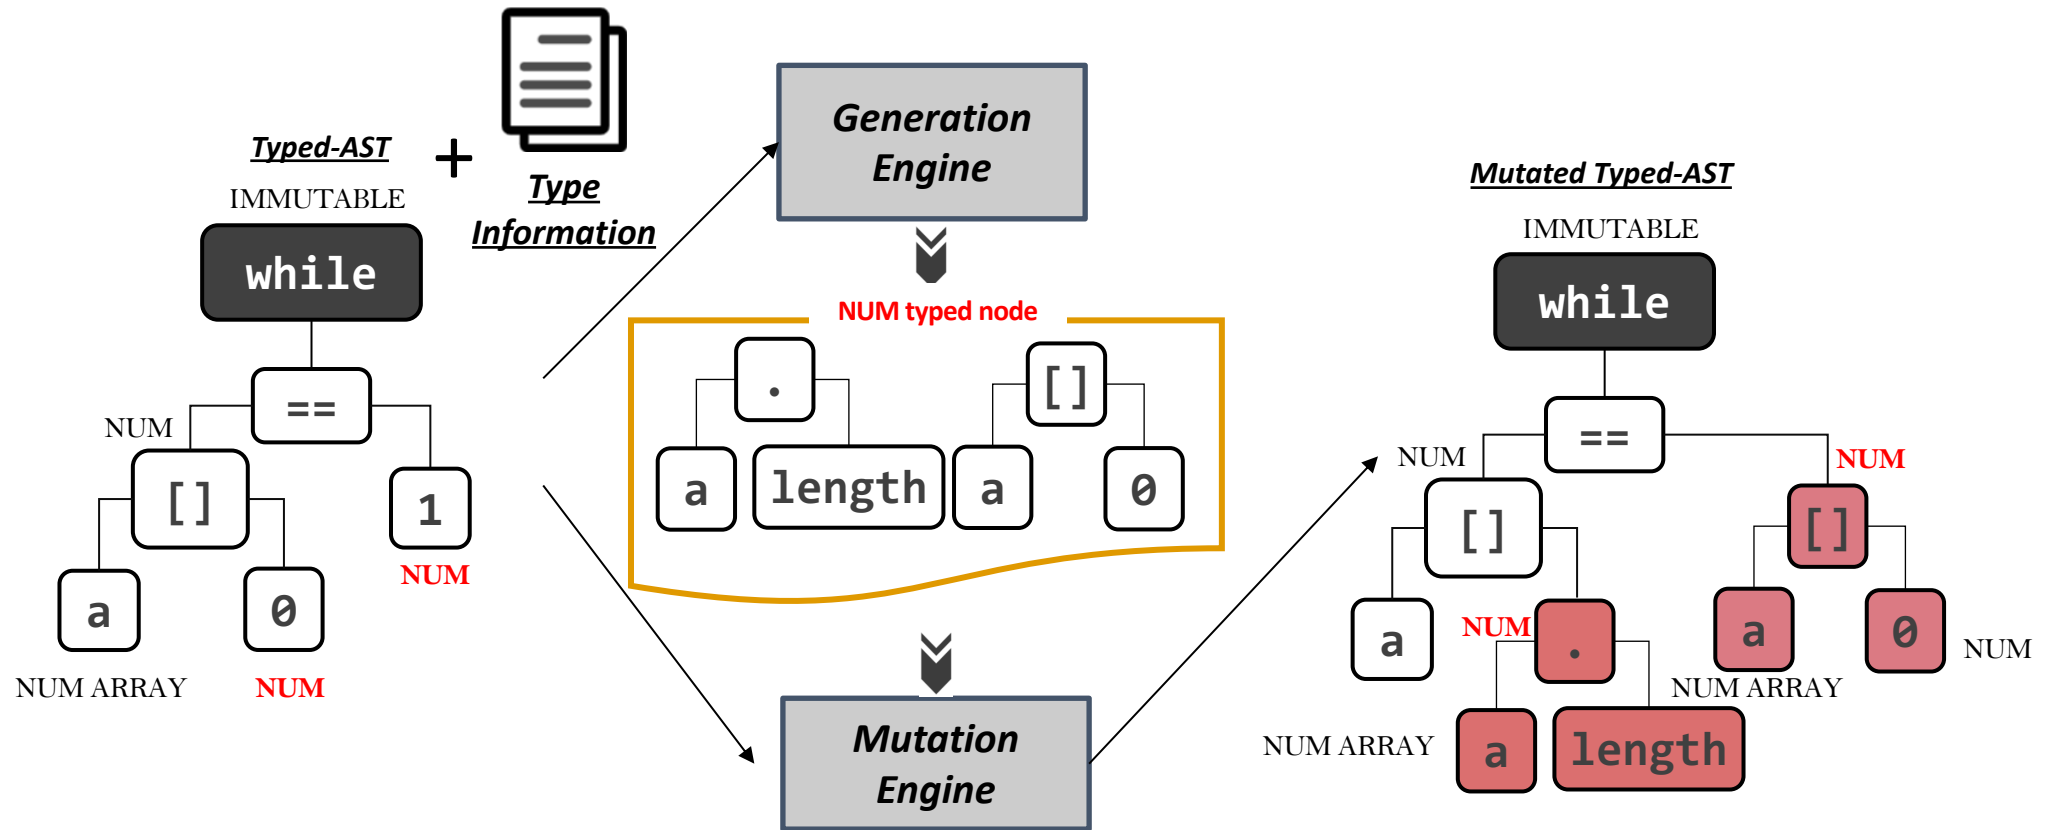 Typed-AST
+
Type
Information
IMMUTABLE
while
==
NUM
[]
1
NUM
a
0
NUM ARRAY
NUM
Generation
Engine
NUM typed node
.
a
length
[]
a
0
Mutation
Engine
Mutated Typed-AST
IMMUTABLE
while
==
NUM
NUM
[]
[]
a
NUM
.
a
0
NUM
NUM ARRAY
NUM ARRAY
a
length